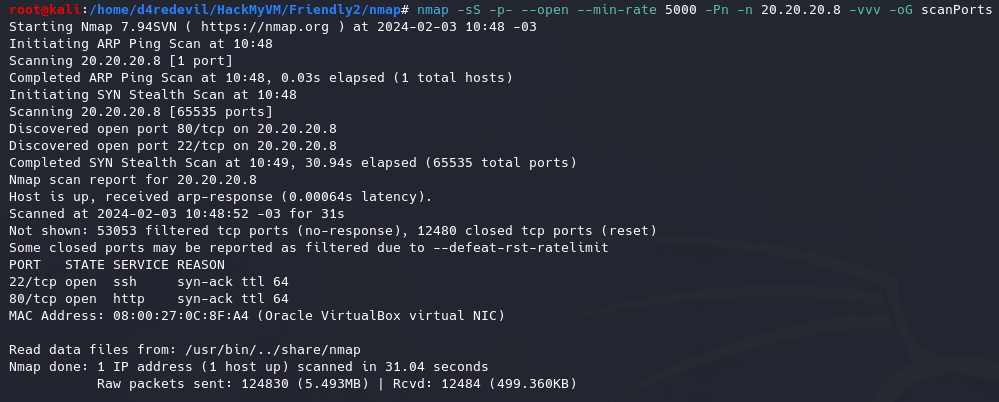 root@kali:/home/d4redevil/HackMyVM/Friendly2/nmap# nmap -sS -p- --open --min-rate 5000 -Pn -n 20.20.20.8 -vvv -oG scanPorts
Starting Nmap 7.94SVN ( https://nmap.org ) at 2024-02-03 10:48 -03
Initiating ARP Ping Scan at 10:48
Scanning 20.20.20.8 [1 port]
Completed ARP Ping Scan at 10:48, 0.03s elapsed (1 total hosts)
Initiating SYN Stealth Scan at 10:48
Scanning 20.20.20.8 [65535 ports]
Discovered open port 80/tcp on 20.20.20.8
Discovered open port 22/tcp on 20.20.20.8
Completed SYN Stealth Scan at 10:49, 30.94s elapsed (65535 total ports)
Nmap scan report for 20.20.20.8
Host is up, received arp-response (0.00064s latency).
Scanned at 2024-02-03 10:48:52 -03 for 31s
Not shown: 53053 filtered tcp ports (no-response), 12480 closed tcp ports (reset)
Some closed ports may be reported as filtered due to --defeat-rst-ratelimit
PORT   STATE SERVICE REASON
22/tcp open  ssh     syn-ack ttl 64
80/tcp open  http    syn-ack ttl 64
MAC Address: 08:00:27:0C:8F:A4 (Oracle VirtualBox virtual NIC)

Read data files from: /usr/bin/../share/nmap
Nmap done: 1 IP address (1 host up) scanned in 31.04 seconds
           Raw packets sent: 124830 (5.493MB) | Rcvd: 12484 (499.360KB)